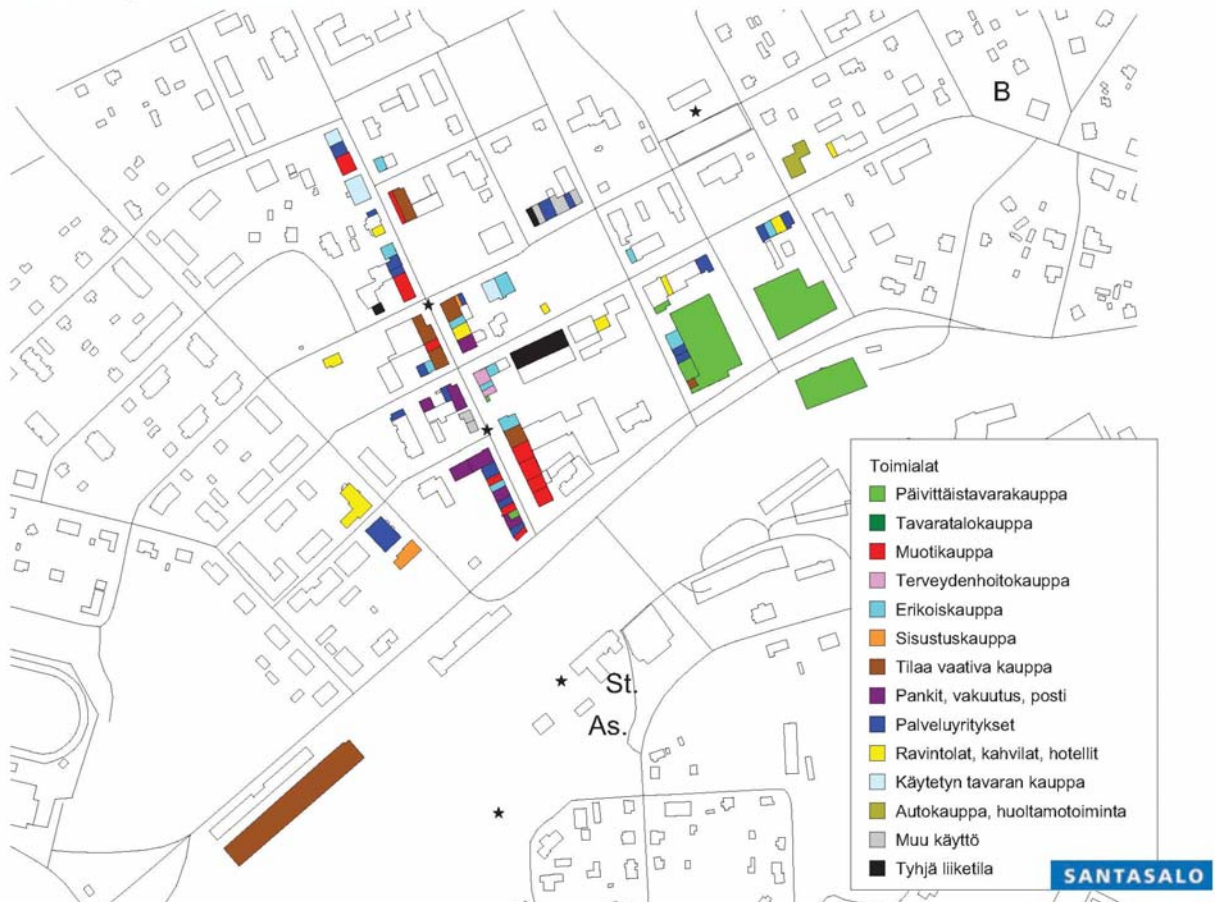 B
St.
As.
Toimialat
Päivittäistavarakauppa
Tavaratalokauppa
Muotikauppa
Terveydenhoitokauppa
Erikoiskauppa
Sisustuskauppa
Tilaa vaativa kauppa
Pankit, vakuutus, posti
Palveluyritykset
Ravintolat, kahvilat, hotellit
Käytetyn tavaran kauppa
Autokauppa, huoltamotoiminta
Muu käyttö
Tyhjä liiketila
SANTASALO